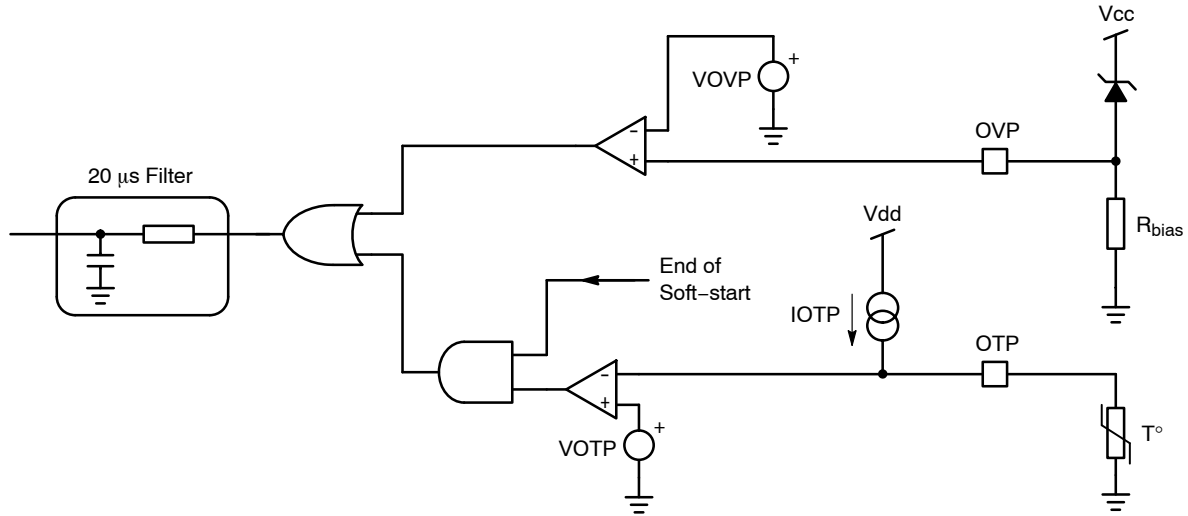 Vcc
VOVP
+
-
+
OVP
20 μs Filter
Rbias
Vdd
End of
Soft−start
IOTP
OTP
-
+
VOTP
+
T°